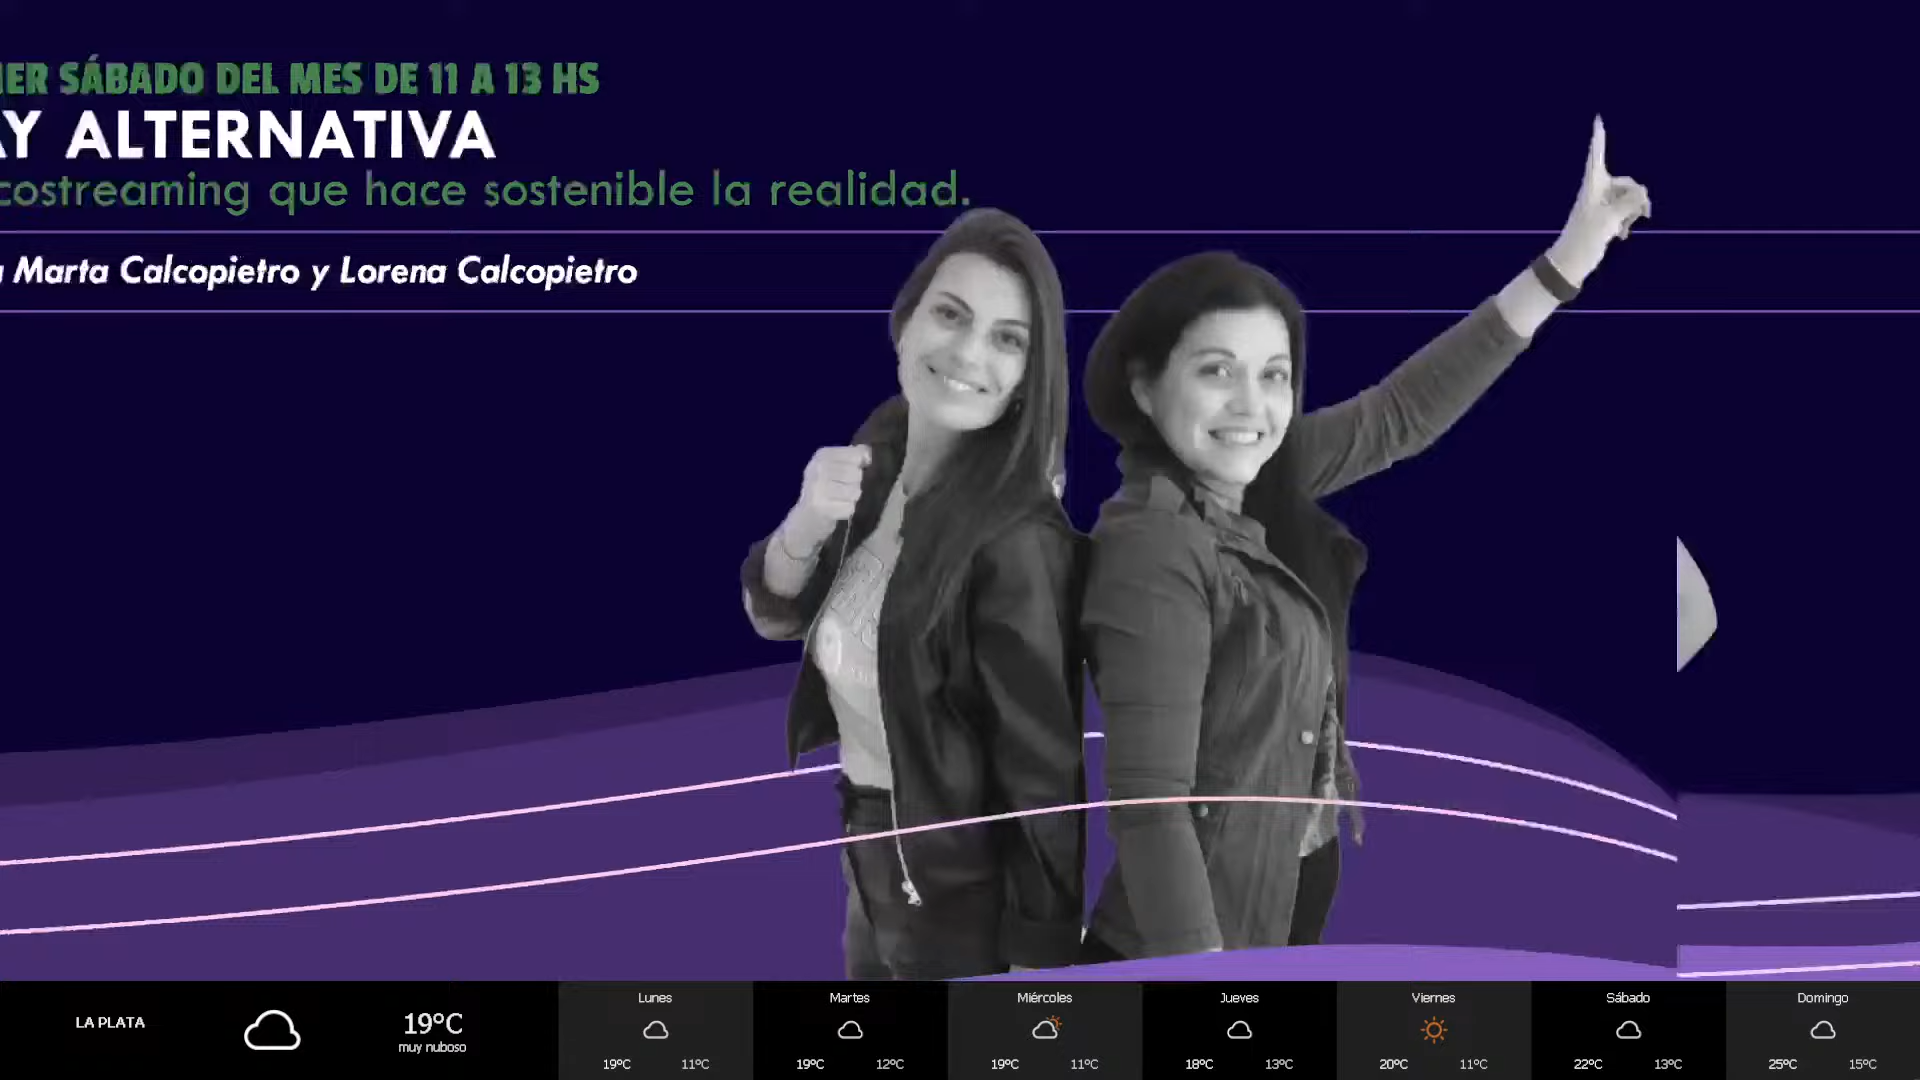 IER SÁBADO DEL MES DE 11 A 13 HS
AY ALTERNATIVA
costreaming que hace sostenible la realidad.
Marta Calcopietro y Lorena Calcopietro
LA PLATA
19°C
muy nuboso
Lunes
19°C 11°C
Martes
19°C 12°C
Miércoles
19°C 11°C
Jueves
18°C 13°C
Viernes
20°C 11°C
Sábado
22°C 13°C
Domingo
25°C 15°C